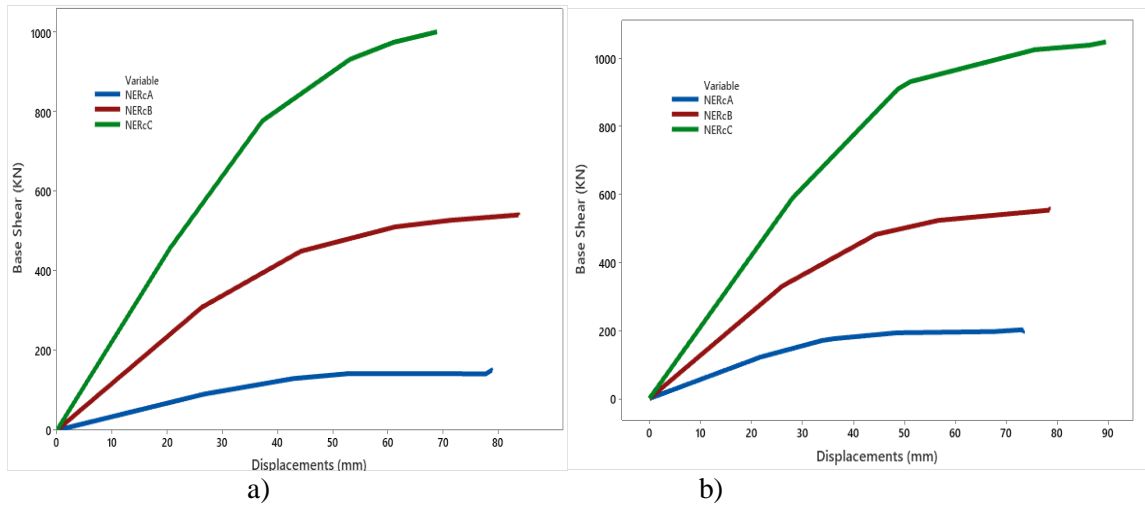 1000
800
600
400
200
0
Base Shear (KN)
Variable
NERcA
NERcB
NERcC
0 10 20 30 40 50 60 70 80
Displacements (mm)
a)
1000
800
600
400
200
0
Base Shear (KN)
Variable
NERcA
NERcB
NERcC
0 10 20 30 40 50 60 70 80 90
Displacements (mm)
b)